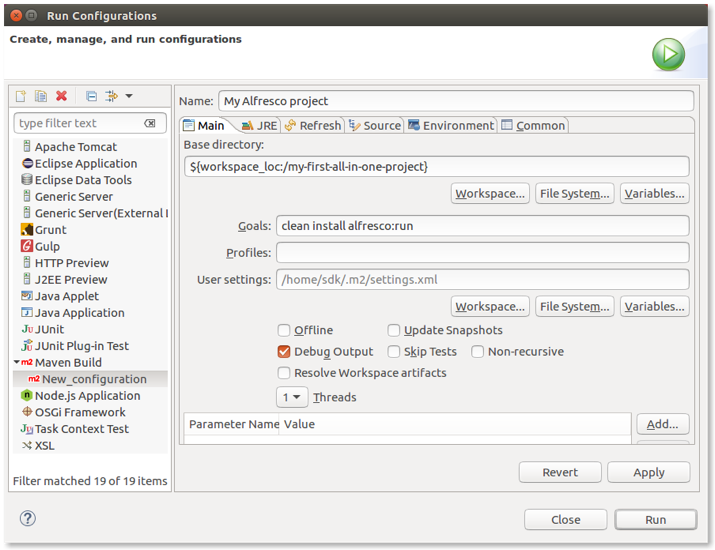 Run Configurations
Create, manage, and run configurations
type filter text
Apache Tomcat
Eclipse Application
Eclipse Data Tools
Generic Server
Generic Server(External l
Grunt
Gulp
HTTP Preview
J2EE Preview
Java Applet
Java Application
JUnit
JUnit Plug-in Test
Maven Build
New_configuration
Node.js Application
OSGi Framework
Task Context Test
XSL
Filter matched 19 of 19 items
Name: My Alfresco project
Main JRE Refresh Source Environment Common
Base directory:
${workspace_loc:/my-first-all-in-one-project}
Workspace... File System... Variables...
Goals: clean install alfresco:run
Profiles:
User settings: /home/sdk/.m2/settings.xml
Workspace... File System... Variables...
Offline Update Snapshots
Debug Output Skip Tests Non-recursive
Resolve Workspace artifacts
1 Threads
Parameter Name Value Add...
Revert Apply
Close Run